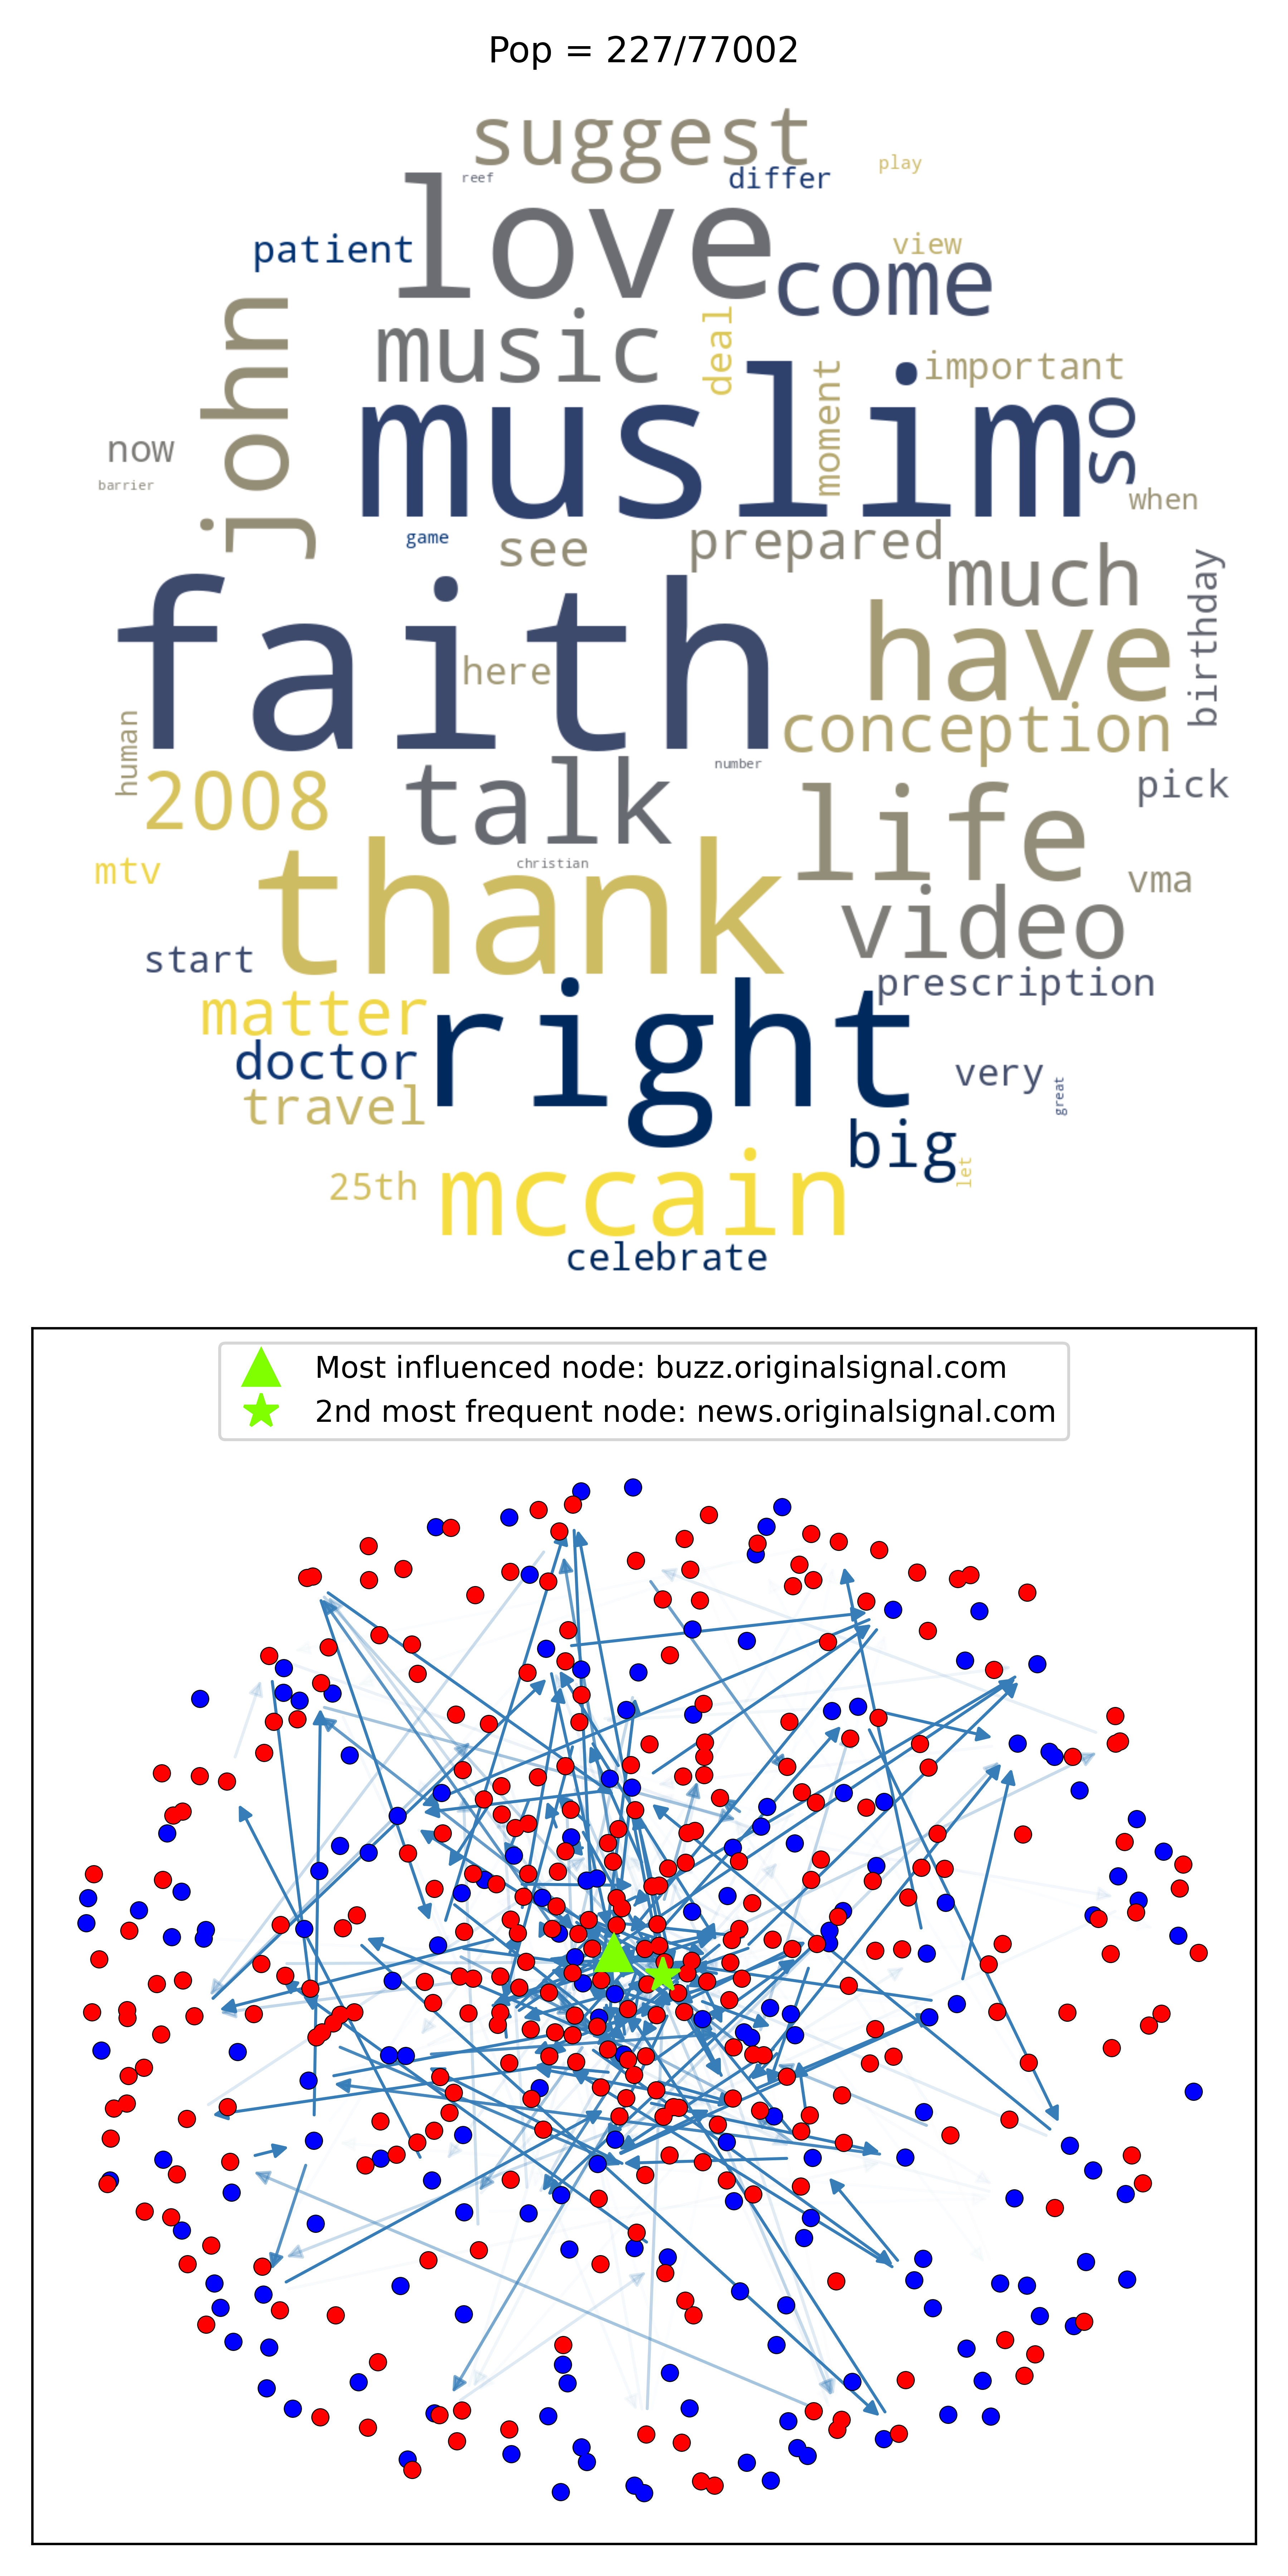 Pop = 227/77002
suggest
play
reef
differ
love
patient
view
come
john
music
deal
important
muslim
moment
so
now
barrier
when
game
see
prepared
much
birthday
faith
here
have
conception
human
2008
talk
number
pick
life
mtv
christian
thank
vma
video
start
prescription
matter
right
doctor
very
travel
great
big
25th
mccain
let
celebrate
Most influenced node: buzz.originalsignal.com
2nd most frequent node: news.originalsignal.com